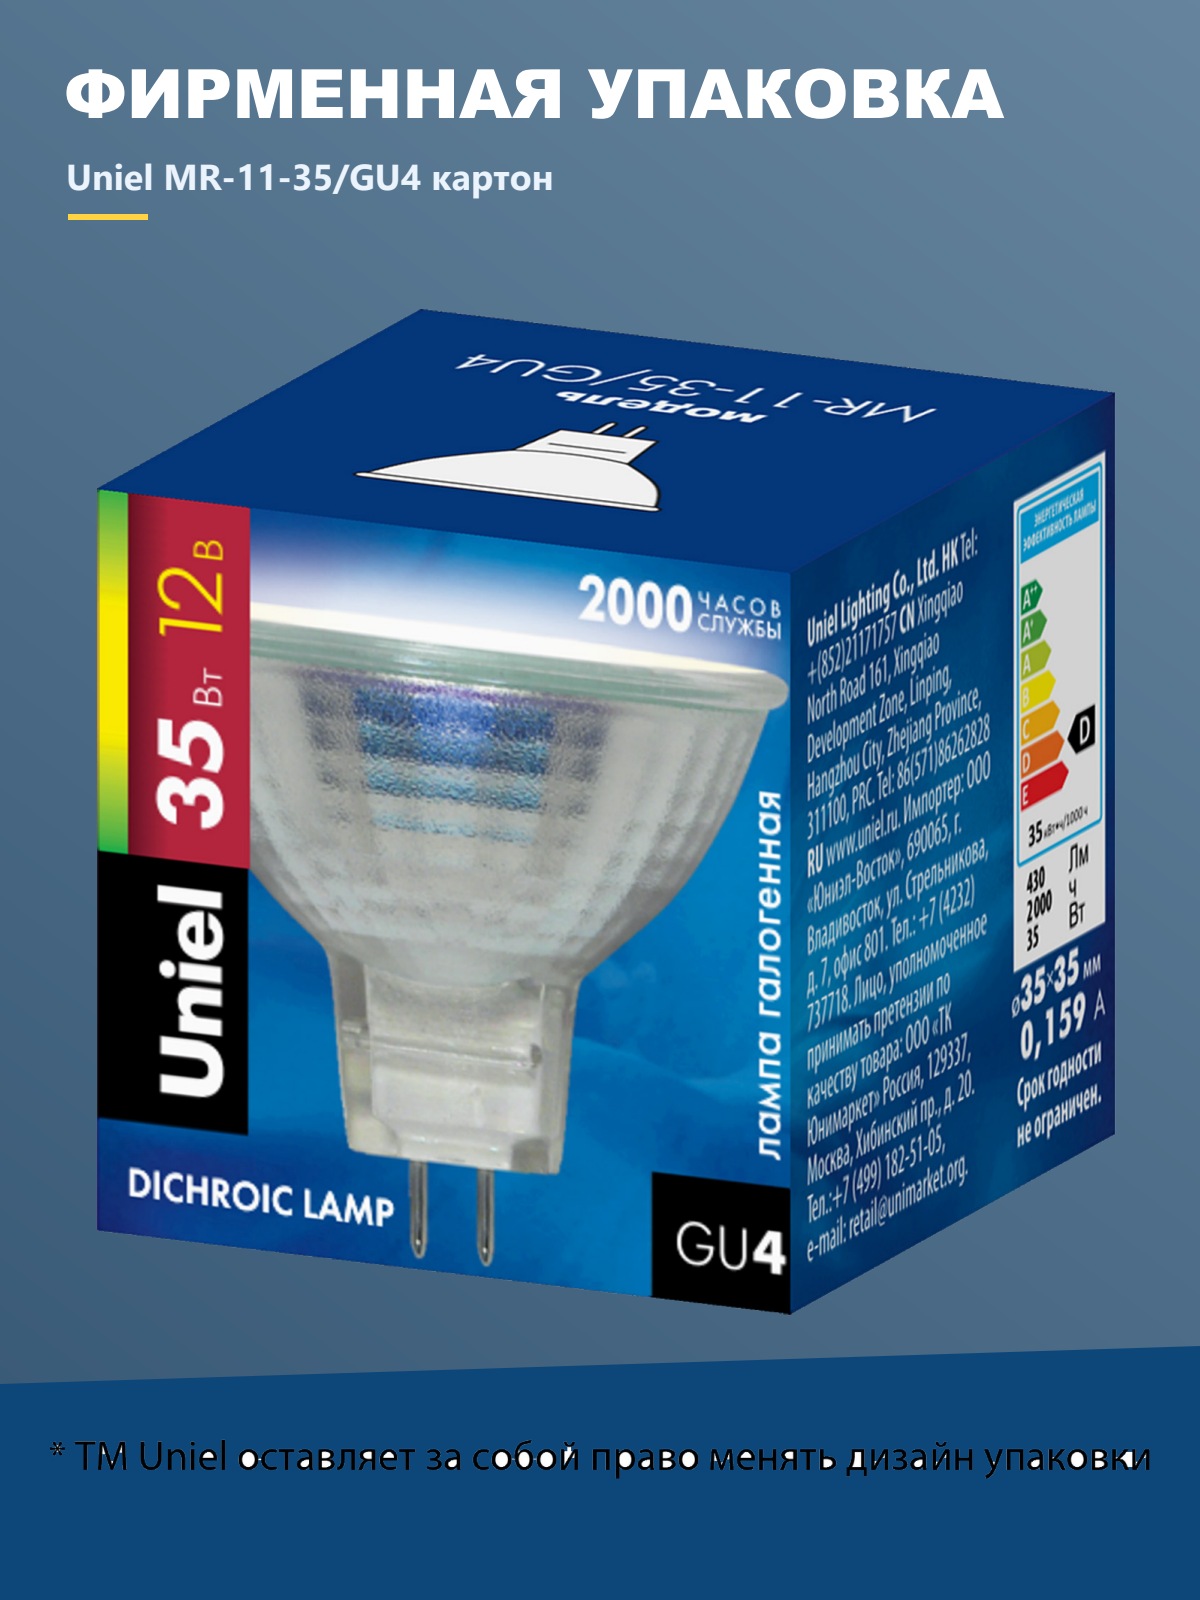 ФИРМЕННАЯ УПАКОВКА
Uniel MR-11-35/GU4 картон
MR-11-35/GU4
модель
35 Вт 12 В
Uniel
2000 ЧАСОВ
СЛУЖБЫ
лампа галогенная
DICHROIC LAMP
GU4
Uniel Lighting Co., Ltd. HK Tel:
+(852)21171757 CN Xingqiao
North Road 161, Xingqiao
Development Zone, Linping,
Hangzhou City, Zhejiang Province,
311100, PRC. Tel: 86(571)86262828
RU www.uniel.ru. Импортер: ООО
«Юниэл-Восток», 690065, г.
Владивосток, ул. Стрельникова,
д. 7, офис 801. Тел.: +7 (4232)
737718. Лицо, уполномоченное
принимать претензии по
качеству товара: ООО «ТК
Юнимаркет» Россия, 129337,
Москва, Хибинский пр., д. 20.
Тел.:+7 (499) 182-51-05,
e-mail: retail@unimarket.org.
ЭНЕРГЕТИЧЕСКАЯ
ЭФФЕКТИВНОСТЬ ЛАМПЫ
A++
A+
A
B
C
D
D
E
35 кВт•ч/1000 ч
430 Лм
2000 ч
35 Вт
ø35×35 мм
0,159 А
Срок годности
не ограничен.
* ТМ Uniel оставляет за собой право менять дизайн упаковки